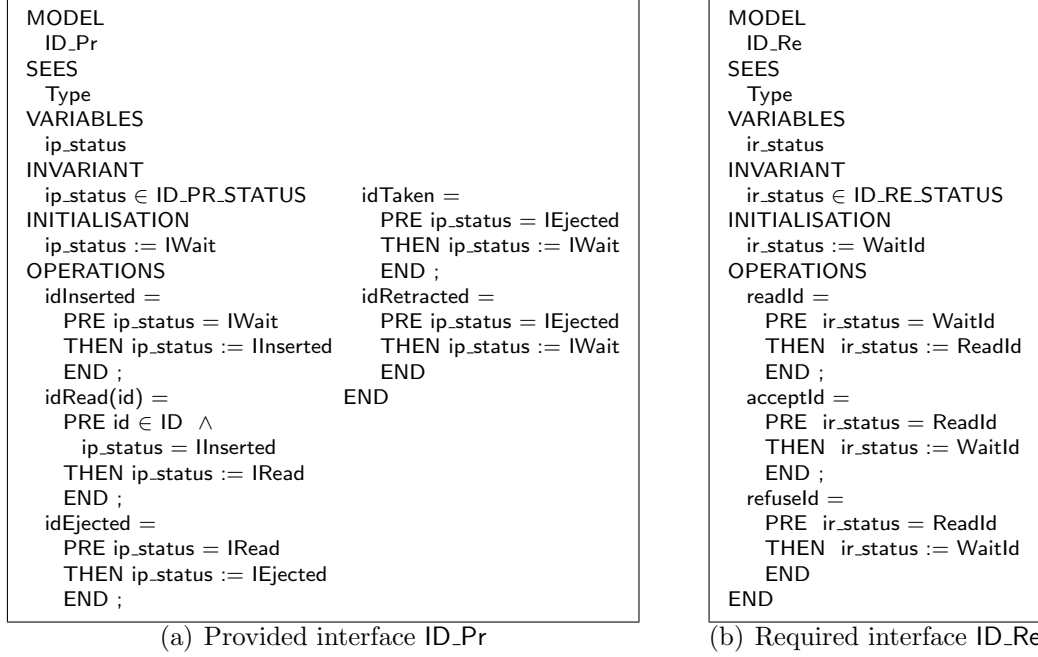 MODEL
ID_Pr
SEES
Type
VARIABLES
ip_status
INVARIANT
ip_status ∈ ID_PR_STATUS
INITIALISATION
ip_status := IWait
OPERATIONS
idInserted =
PRE ip_status = IWait
THEN ip_status := IInserted
END ;
idRead(id) =
PRE id ∈ ID ∧
ip_status = IInserted
THEN ip_status := IRead
END ;
idEjected =
PRE ip_status = IRead
THEN ip_status := IEjected
END ;
idTaken =
PRE ip_status = IEjected
THEN ip_status := IWait
END ;
idRetracted =
PRE ip_status = IEjected
THEN ip_status := IWait
END
END
(a) Provided interface ID_Pr
MODEL
ID_Re
SEES
Type
VARIABLES
ir_status
INVARIANT
ir_status ∈ ID_RE_STATUS
INITIALISATION
ir_status := WaitId
OPERATIONS
readId =
PRE ir_status = WaitId
THEN ir_status := ReadId
END ;
acceptId =
PRE ir_status = ReadId
THEN ir_status := WaitId
END ;
refuseId =
PRE ir_status = ReadId
THEN ir_status := WaitId
END
END
(b) Required interface ID_Re